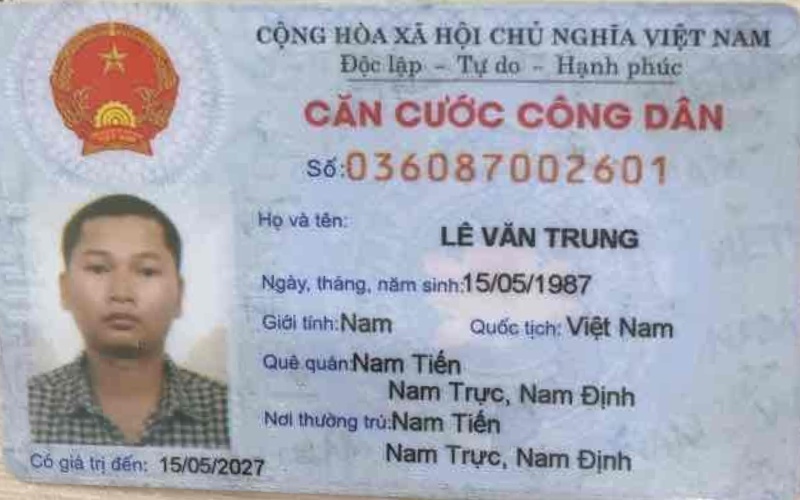 CỘNG HÒA XÃ HỘI CHỦ NGHĨA VIỆT NAM
Độc lập – Tự do – Hạnh phúc
CĂN CƯỚC CÔNG DÂN
Số:036087002601
Họ và tên:
LÊ VĂN TRUNG
Ngày, tháng, năm sinh:15/05/1987
Giới tính:Nam Quốc tịch: Việt Nam
Quê quán:Nam Tiến
Nam Trực, Nam Định
Nơi thường trú:Nam Tiến
Nam Trực, Nam Định
Có giá trị đến: 15/05/2027